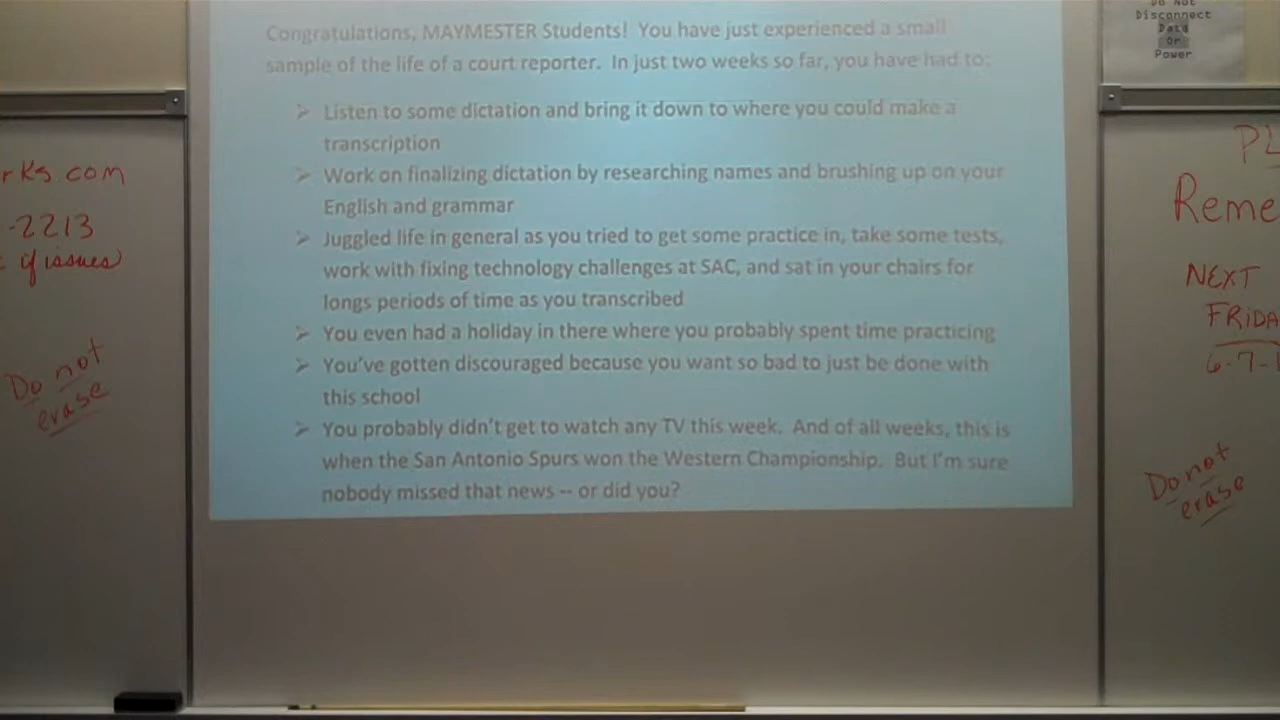 Do Not
Disconnect
Data
Or
Power
Congratulations, MAYMESTER Students! You have just experienced a small
sample of the life of a court reporter. In just two weeks so far, you have had to:
➢ Listen to some dictation and bring it down to where you could make a
transcription
➢ Work on finalizing dictation by researching names and brushing up on your
English and grammar
➢ Juggled life in general as you tried to get some practice in, take some tests,
work with fixing technology challenges at SAC, and sat in your chairs for
longs periods of time as you transcribed
➢ You even had a holiday in there where you probably spent time practicing
➢ You've gotten discouraged because you want so bad to just be done with
this school
➢ You probably didn't get to watch any TV this week. And of all weeks, this is
when the San Antonio Spurs won the Western Championship. But I'm sure
nobody missed that news -- or did you?
rks.com
-2213
if issues
Do not
erase
PL
Reme
NEXT
FRIDA
6-7-1
Do not
erase